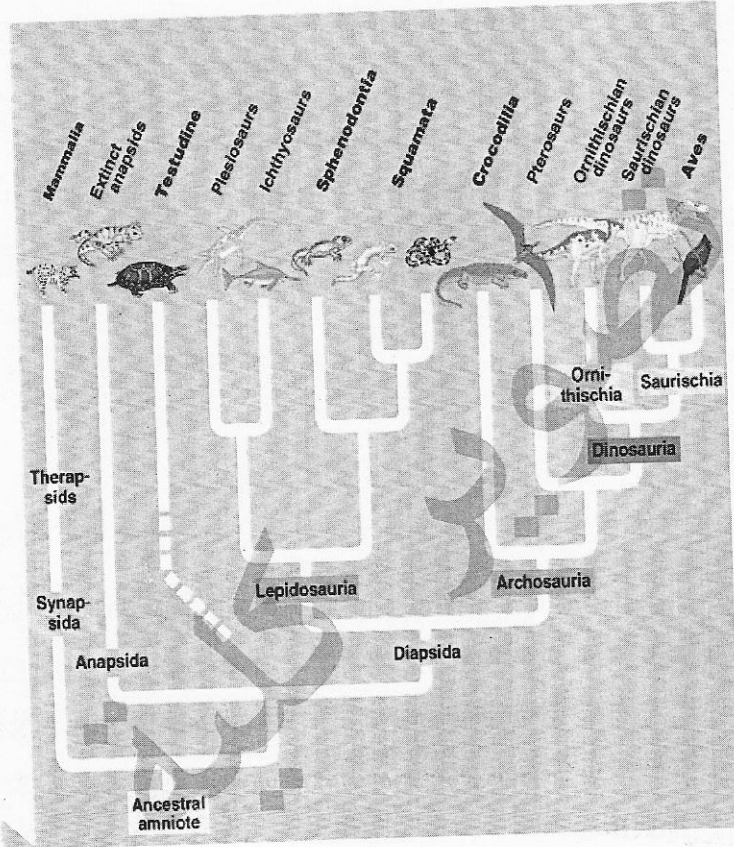 Mammalia
Extinct
anapsids
Testudine
Plesiosaurs
Ichthyosaurs
Sphenodontia
Squamata
Crocodilia
Pterosaurs
Ornithischian
dinosaurs
Saurischian
dinosaurs
Aves
Orni-
thischia
Saurischia
Dinosauria
Therap-
sids
Lepidosauria
Archosauria
Synap-
sida
Anapsida
Diapsida
Ancestral
amniote